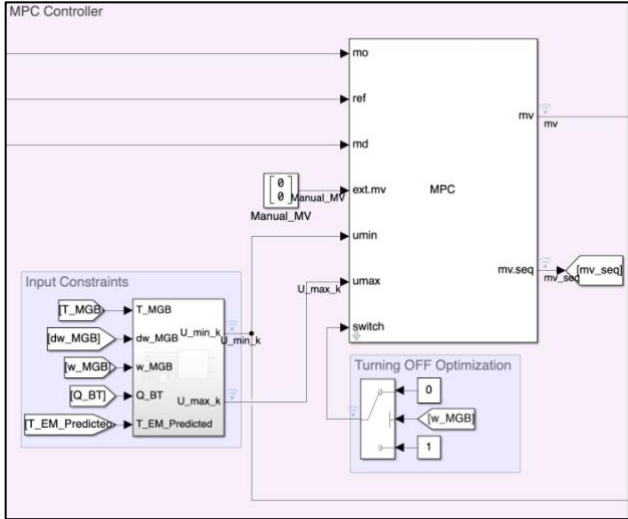 MPC Controller
mo
ref
md
ext.mv
umin
umax
switch
MPC
mv
mv.seq
mv
mv_seq
[mv_seq]
0
0
Manual_MV
Manual_MV
U_max_k
Input Constraints
[T_MGB]
[dw_MGB]
[w_MGB]
[Q_BT]
[T_EM_Predicted
T_MGB
dw_MGB
w_MGB
Q_BT
T_EM_Predicted
U_min_k
U_min_k
U_max_k
Turning OFF Optimization
0
[w_MGB]
1